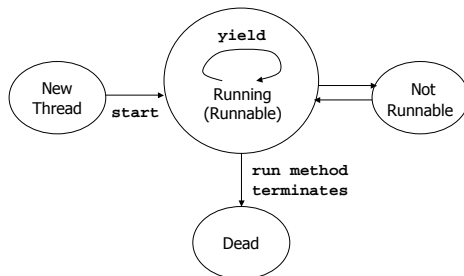 yield
New
Thread
start
Running
(Runnable)
Not
Runnable
run method
terminates
Dead